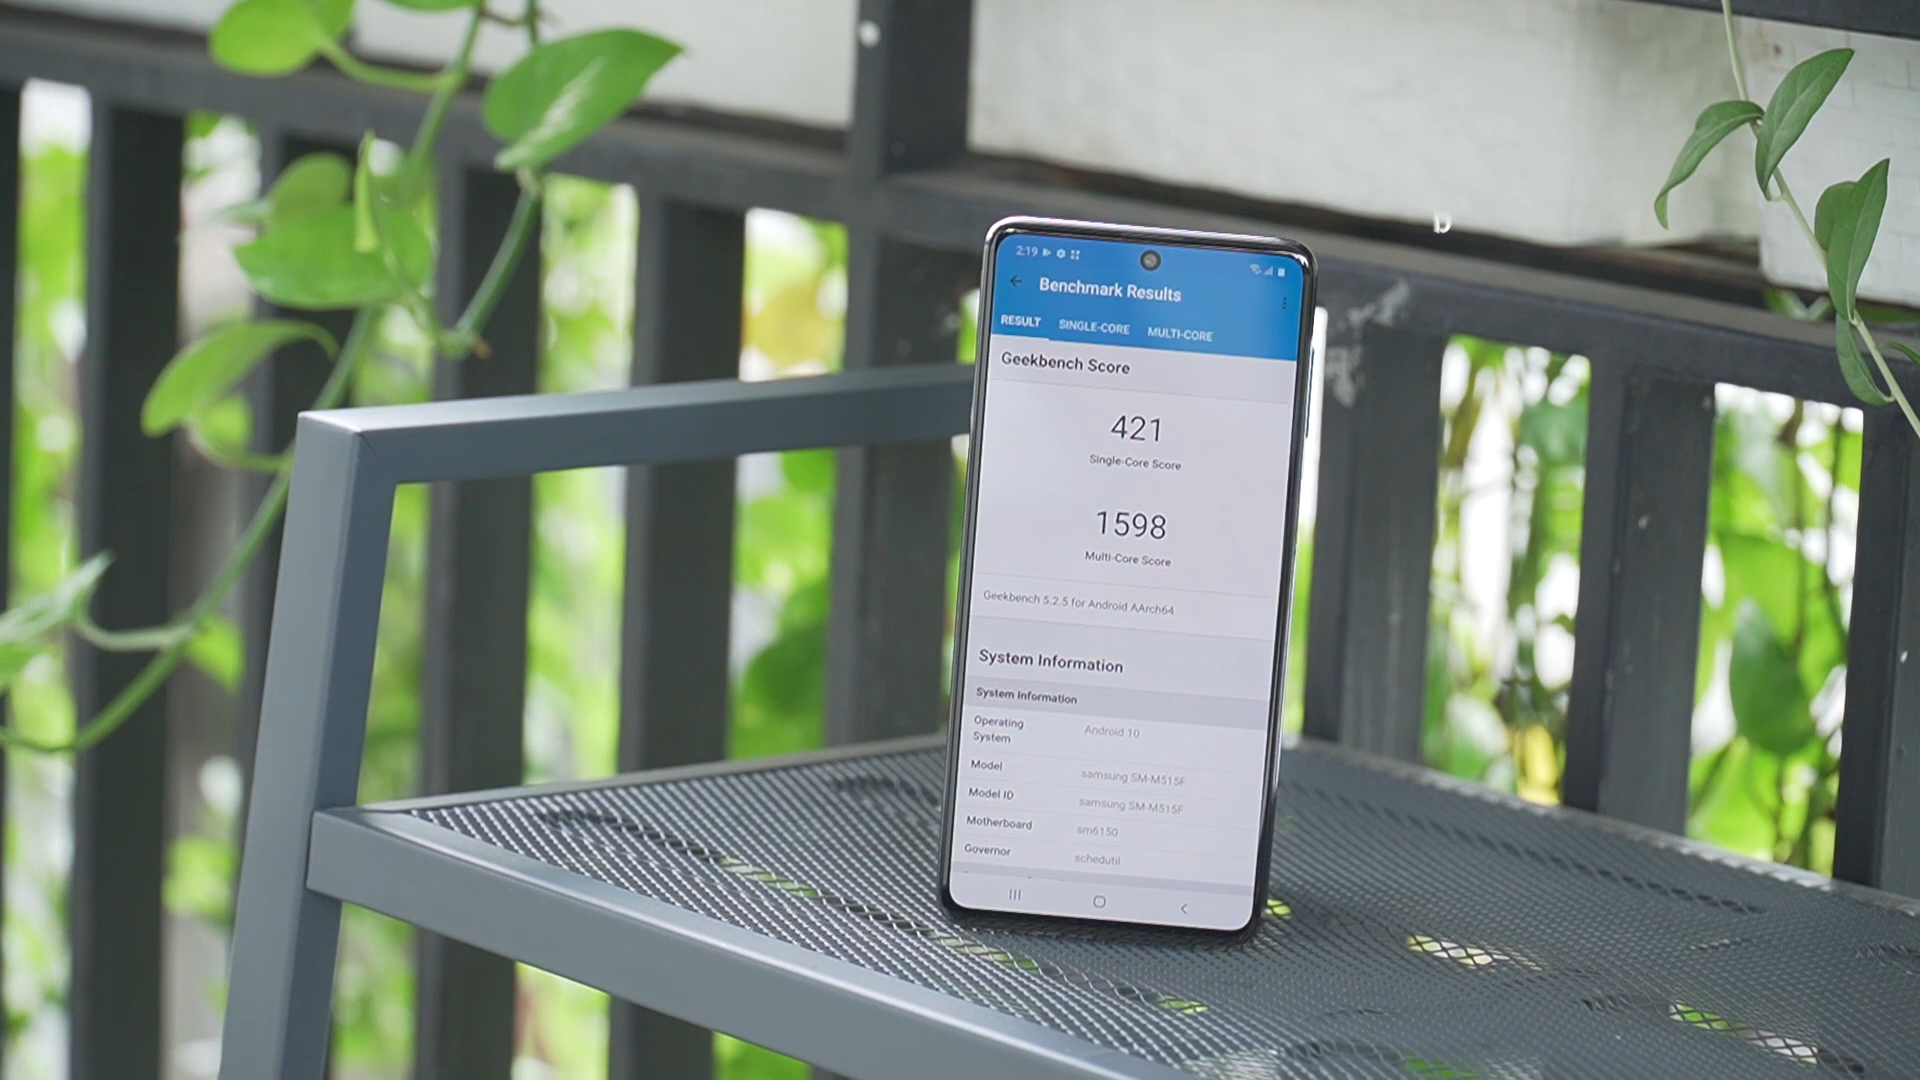 2:19
Benchmark Results
RESULT SINGLE-CORE MULTI-CORE
Geekbench Score
421
Single-Core Score
1598
Multi-Core Score
Geekbench 5.2.5 for Android AArch64
System Information
System Information
Operating System Android 10
Model samsung SM-M515F
Model ID samsung SM-M515F
Motherboard sm6150
Governor schedutil